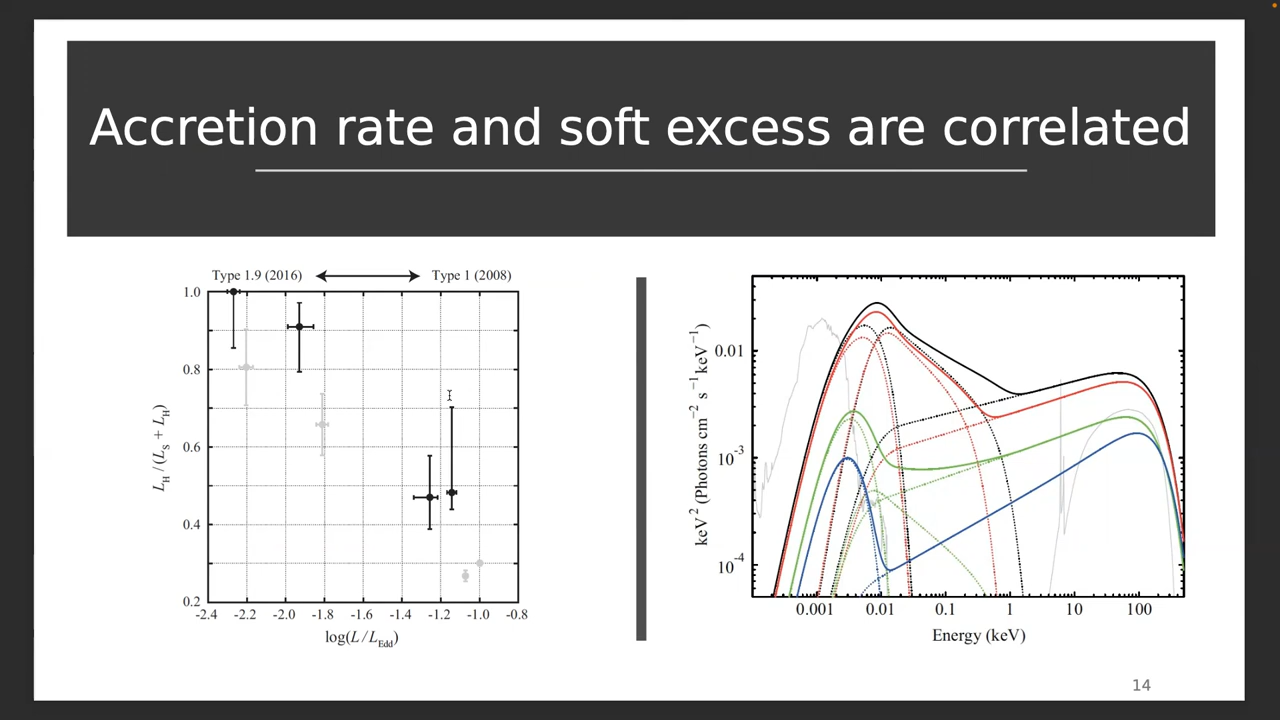 Accretion rate and soft excess are correlated
Type 1.9 (2016)
Type 1 (2008)
1.0
0.8
0.6
0.4
0.2
L_H / (L_S + L_H)
-2.4 -2.2 -2.0 -1.8 -1.6 -1.4 -1.2 -1.0 -0.8
log(L/L_Edd)
keV² (Photons cm⁻² s⁻¹ keV⁻¹)
0.01
10⁻³
10⁻⁴
0.001 0.01 0.1 1 10 100
Energy (keV)
14